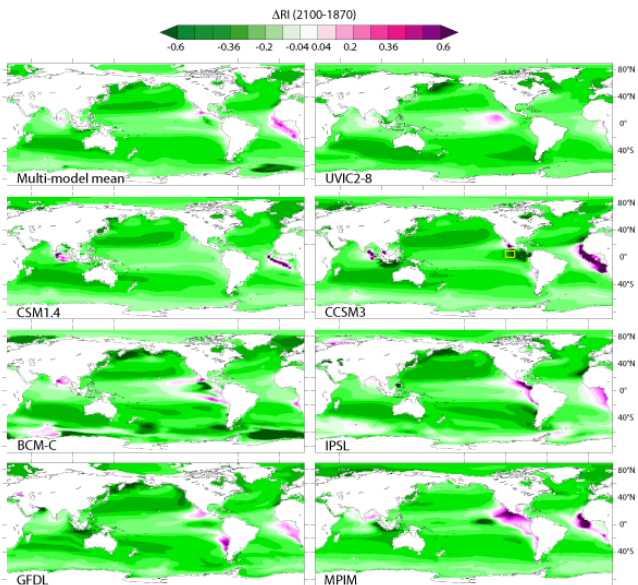 ΔRI (2100-1870)
-0.6 -0.36 -0.2 -0.04 0.04 0.2 0.36 0.6
80°N
40°N
0°
40°S
Multi-model mean UVIC2-8
80°N
40°N
0°
40°S
CSM1.4 CCSM3
80°N
40°N
0°
40°S
BCM-C IPSL
80°N
40°N
0°
40°S
GFDL MPIM